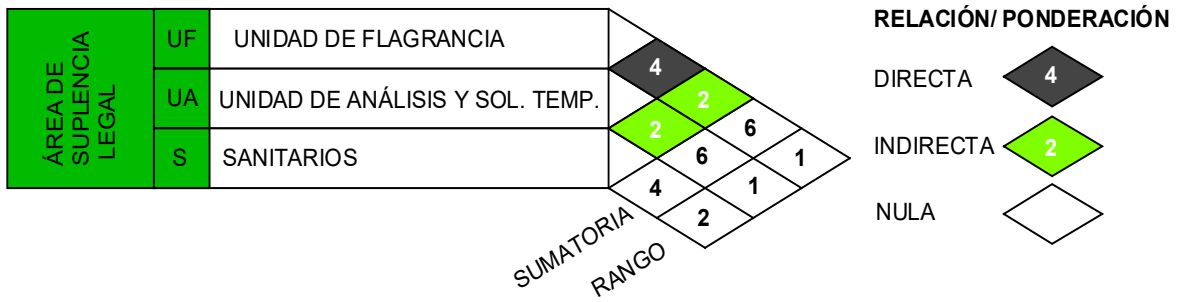 ÁREA DE
SUPLENCIA
LEGAL
UF UNIDAD DE FLAGRANCIA
UA UNIDAD DE ANÁLISIS Y SOL. TEMP.
S SANITARIOS
4
2
2
6
6
1
4
1
2
SUMATORIA
RANGO
RELACIÓN/ PONDERACIÓN
DIRECTA 4
INDIRECTA 2
NULA